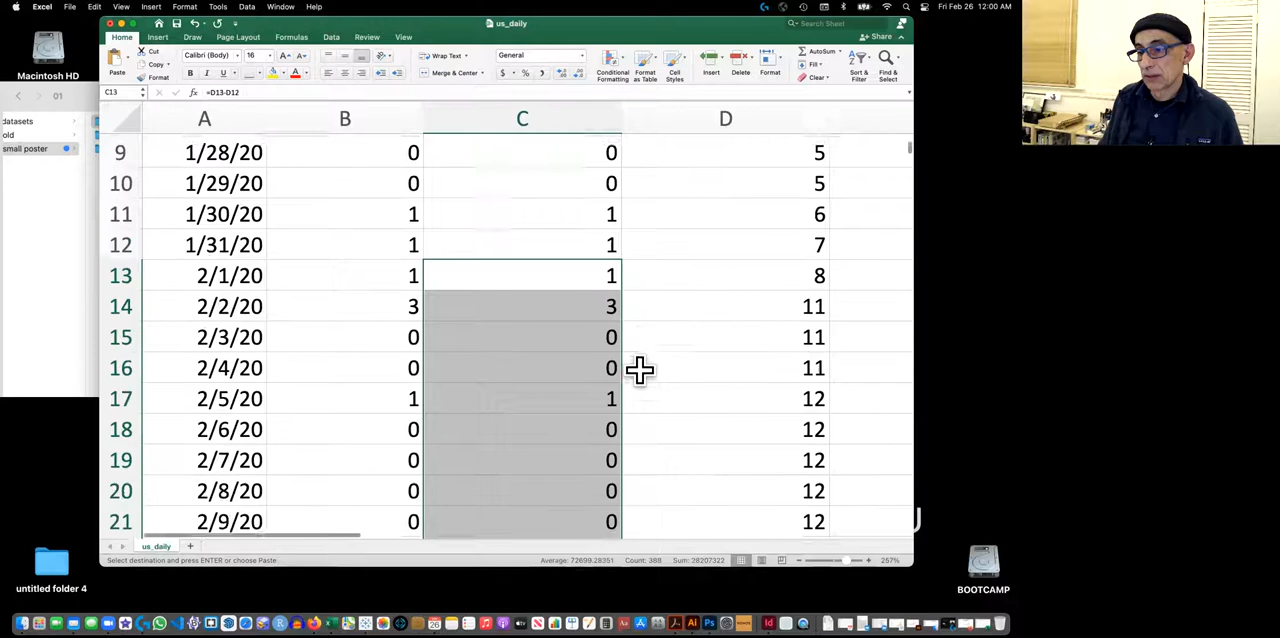 Excel File Edit View Insert Format Tools Data Window Help Fri Feb 26 12:00 AM
us_daily
Search Sheet
Home Insert Draw Page Layout Formulas Data Review View Share
Paste Cut Copy Format
Calibri (Body) 16
Wrap Text
Merge & Center
General
Conditional Formatting
Format as Table
Cell Styles
Insert Delete Format
AutoSum
Fill
Clear
Sort & Filter
Find & Select
C13 fx =D13-D12
A B C D
9 1/28/20 0 0 5
10 1/29/20 0 0 5
11 1/30/20 1 1 6
12 1/31/20 1 1 7
13 2/1/20 1 1 8
14 2/2/20 3 3 11
15 2/3/20 0 0 11
16 2/4/20 0 0 11
17 2/5/20 1 1 12
18 2/6/20 0 0 12
19 2/7/20 0 0 12
20 2/8/20 0 0 12
21 2/9/20 0 0 12
us_daily
Select destination and press ENTER or choose Paste Average: 72699.28351 Count: 388 Sum: 28207322 257%
Macintosh HD
01
datasets
old
small poster
untitled folder 4
BOOTCAMP